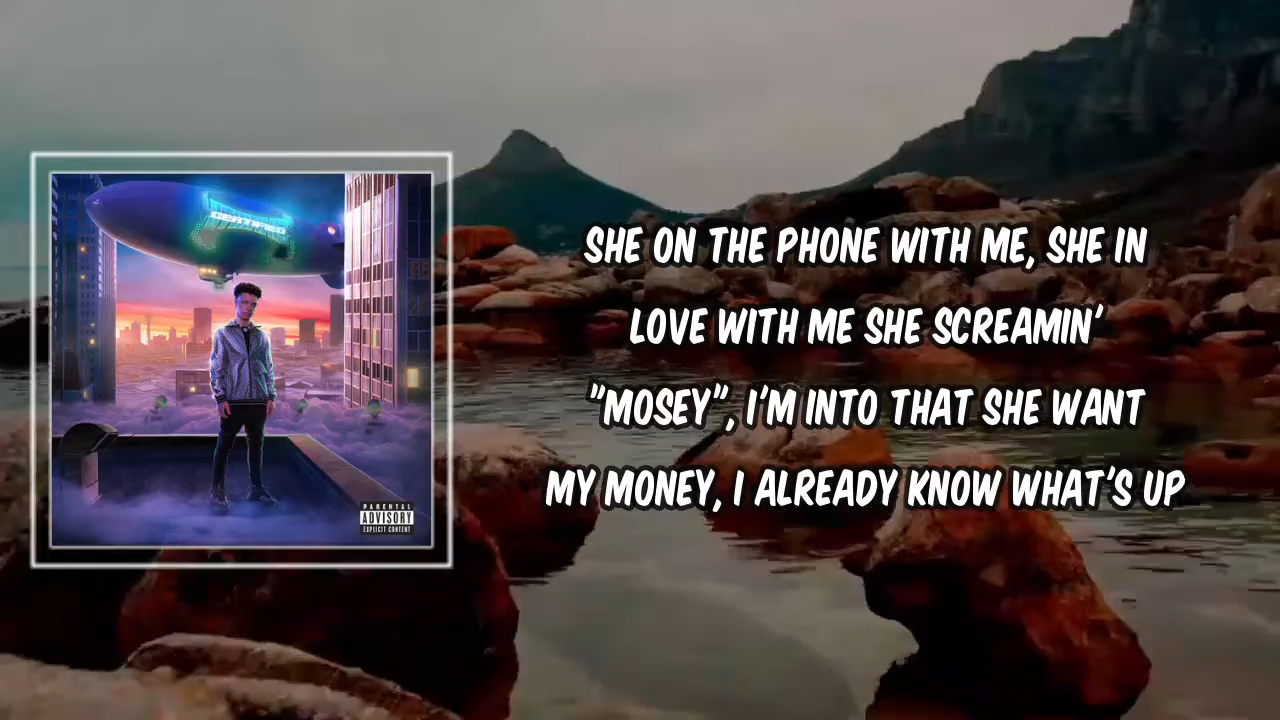 CERTIFIED
PARENTAL
ADVISORY
EXPLICIT CONTENT
SHE ON THE PHONE WITH ME, SHE IN
LOVE WITH ME SHE SCREAMIN'
"MOSEY", I'M INTO THAT SHE WANT
MY MONEY, I ALREADY KNOW WHAT'S UP